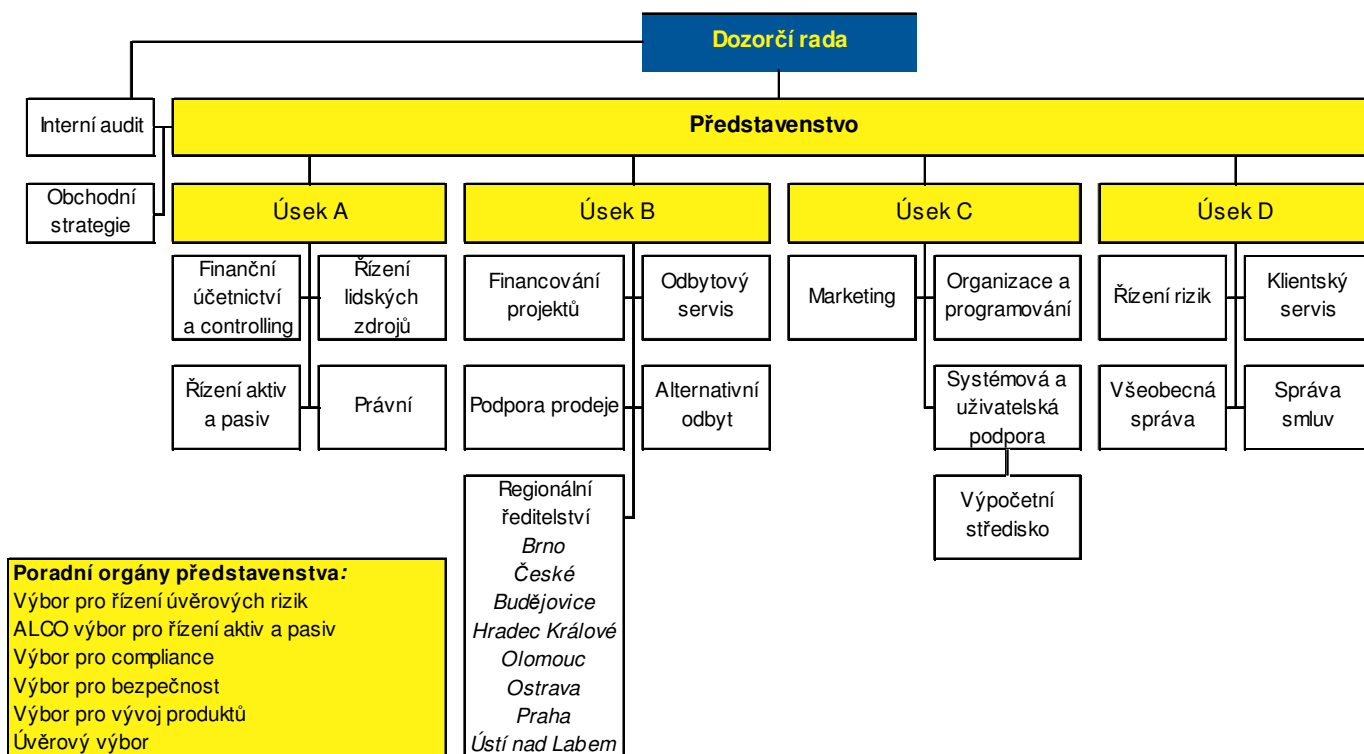 Dozorčí rada
Interní audit
Představenstvo
Obchodní
strategie
Úsek A
Úsek B
Úsek C
Úsek D
Finanční
účetnictví
a controlling
Řízení
lidských
zdrojů
Financování
projektů
Odbytový
servis
Marketing
Organizace a
programování
Řízení rizik
Klientský
servis
Řízení aktiv
a pasiv
Právní
Podpora prodeje
Alternativní
odbyt
Systémová a
uživatelská
podpora
Všeobecná
správa
Správa
smluv
Regionální
ředitelství
Brno
České
Budějovice
Hradec Králové
Olomouc
Ostrava
Praha
Ústí nad Labem
Výpočetní
středisko
Poradní orgány představenstva:
Výbor pro řízení úvěrových rizik
ALCO výbor pro řízení aktiv a pasiv
Výbor pro compliance
Výbor pro bezpečnost
Výbor pro vývoj produktů
Úvěrový výbor